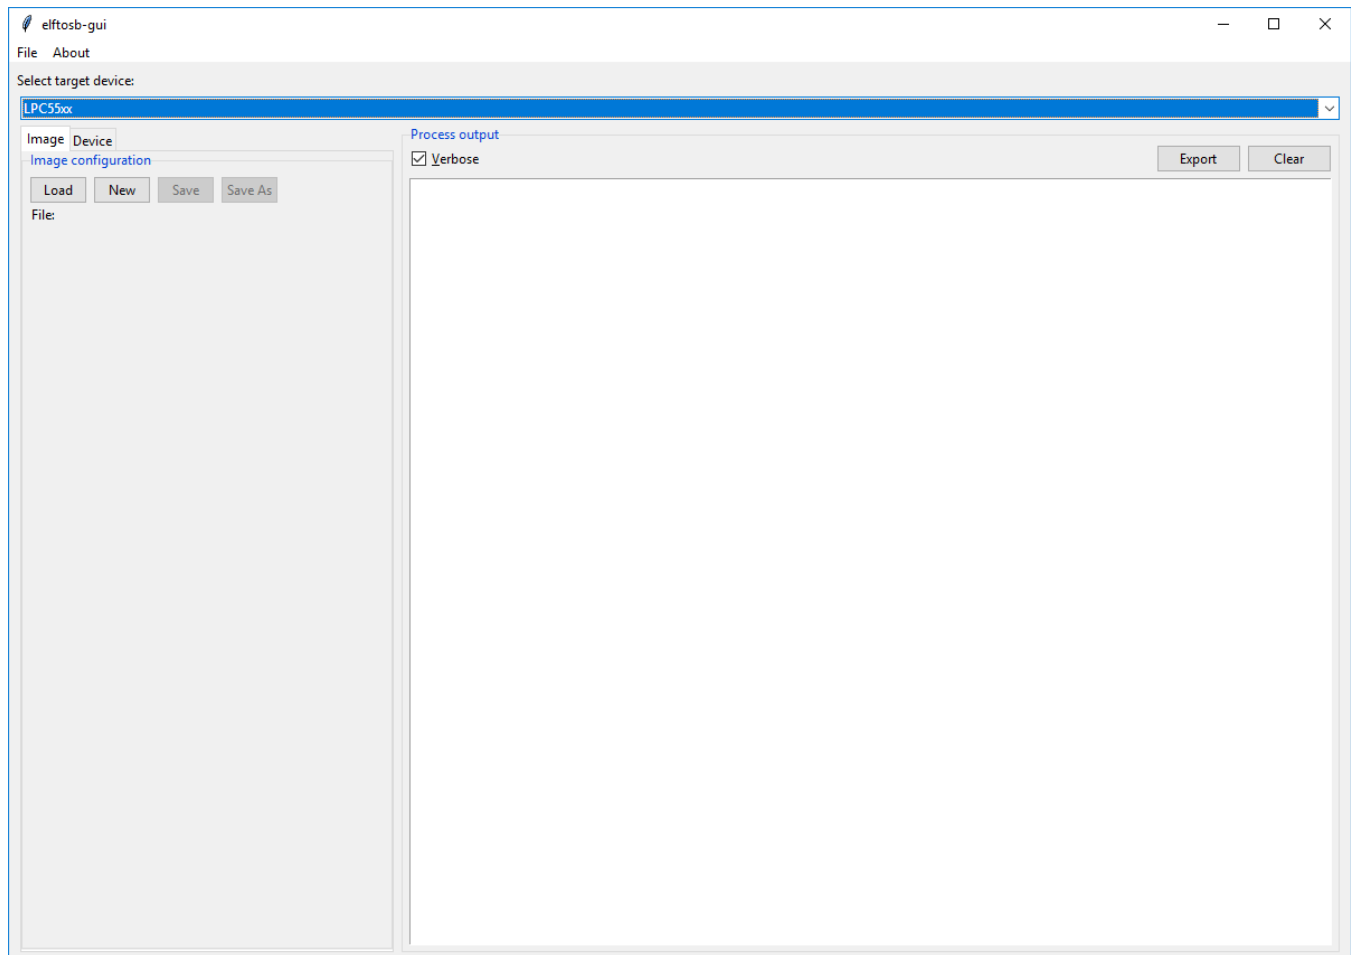 elftosb-gui
File About
Select target device:
LPC55xx
Image Device
Image configuration
Load New Save Save As
File:
Process output
Verbose Export Clear